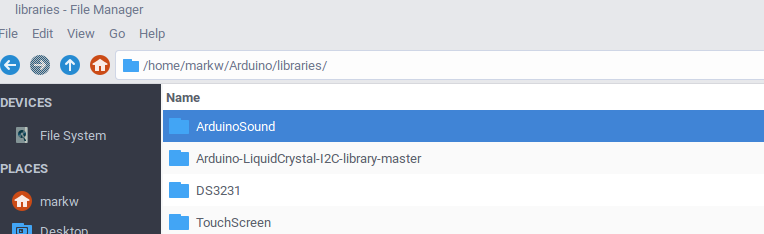 libraries - File Manager
File Edit View Go Help
/home/markw/Arduino/libraries/
DEVICES
File System
PLACES
markw
Desktop
Name
ArduinoSound
Arduino-LiquidCrystal-I2C-library-master
DS3231
TouchScreen